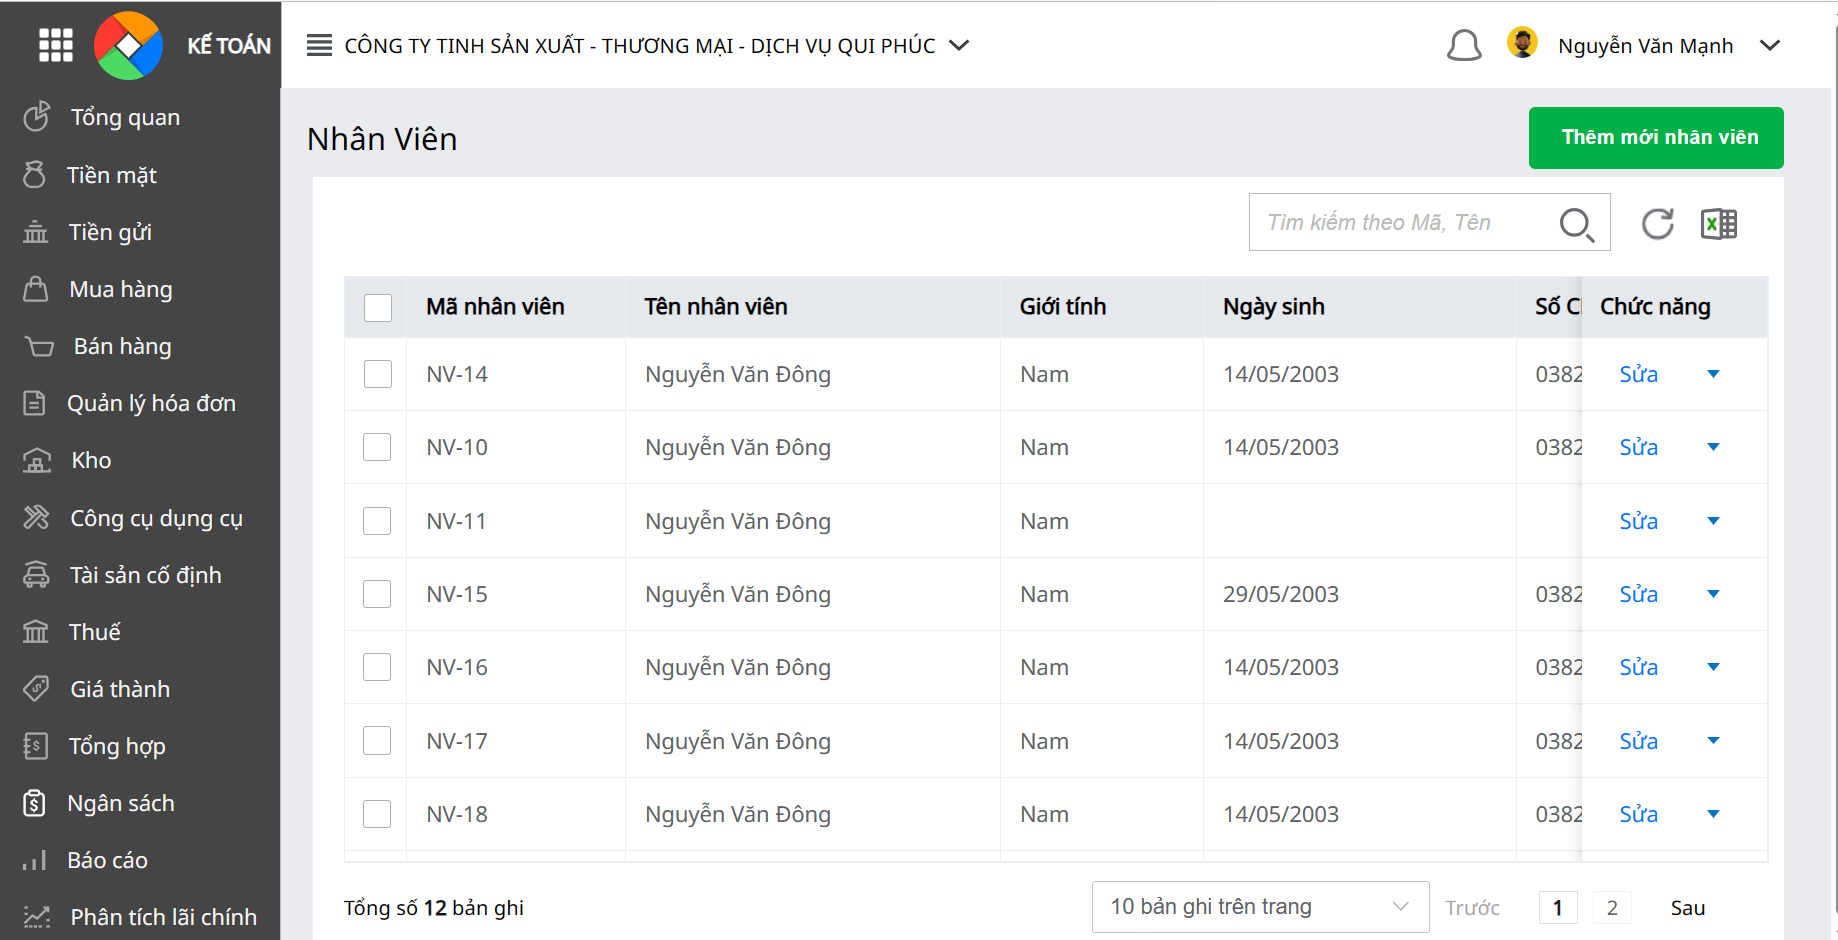 KẾ TOÁN
CÔNG TY TINH SẢN XUẤT - THƯƠNG MẠI - DỊCH VỤ QUI PHÚC
Nguyễn Văn Mạnh
Tổng quan
Tiền mặt
Tiền gửi
Mua hàng
Bán hàng
Quản lý hóa đơn
Kho
Công cụ dụng cụ
Tài sản cố định
Thuế
Giá thành
Tổng hợp
Ngân sách
Báo cáo
Phân tích lãi chính
Nhân Viên
Thêm mới nhân viên
Tìm kiếm theo Mã, Tên
Mã nhân viên Tên nhân viên Giới tính Ngày sinh Số Chức năng
NV-14 Nguyễn Văn Đông Nam 14/05/2003 0382 Sửa
NV-10 Nguyễn Văn Đông Nam 14/05/2003 0382 Sửa
NV-11 Nguyễn Văn Đông Nam Sửa
NV-15 Nguyễn Văn Đông Nam 29/05/2003 0382 Sửa
NV-16 Nguyễn Văn Đông Nam 14/05/2003 0382 Sửa
NV-17 Nguyễn Văn Đông Nam 14/05/2003 0382 Sửa
NV-18 Nguyễn Văn Đông Nam 14/05/2003 0382 Sửa
Tổng số 12 bản ghi
10 bản ghi trên trang
Trước 1 2 Sau